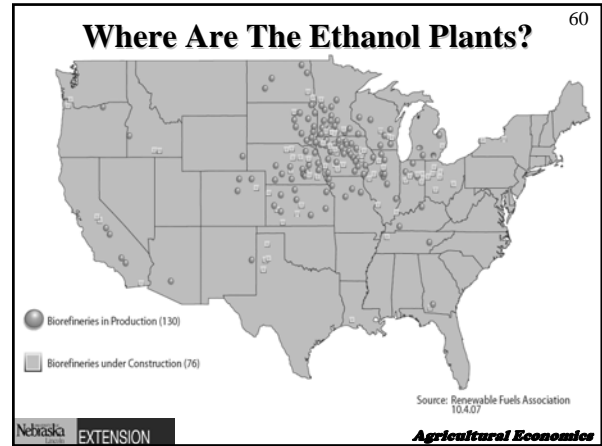 60
Where Are The Ethanol Plants?
Biorefineries in Production (130)
Biorefineries under Construction (76)
Source: Renewable Fuels Association
10.4.07
Nebraska
Lincoln
EXTENSION
Agricultural Economics